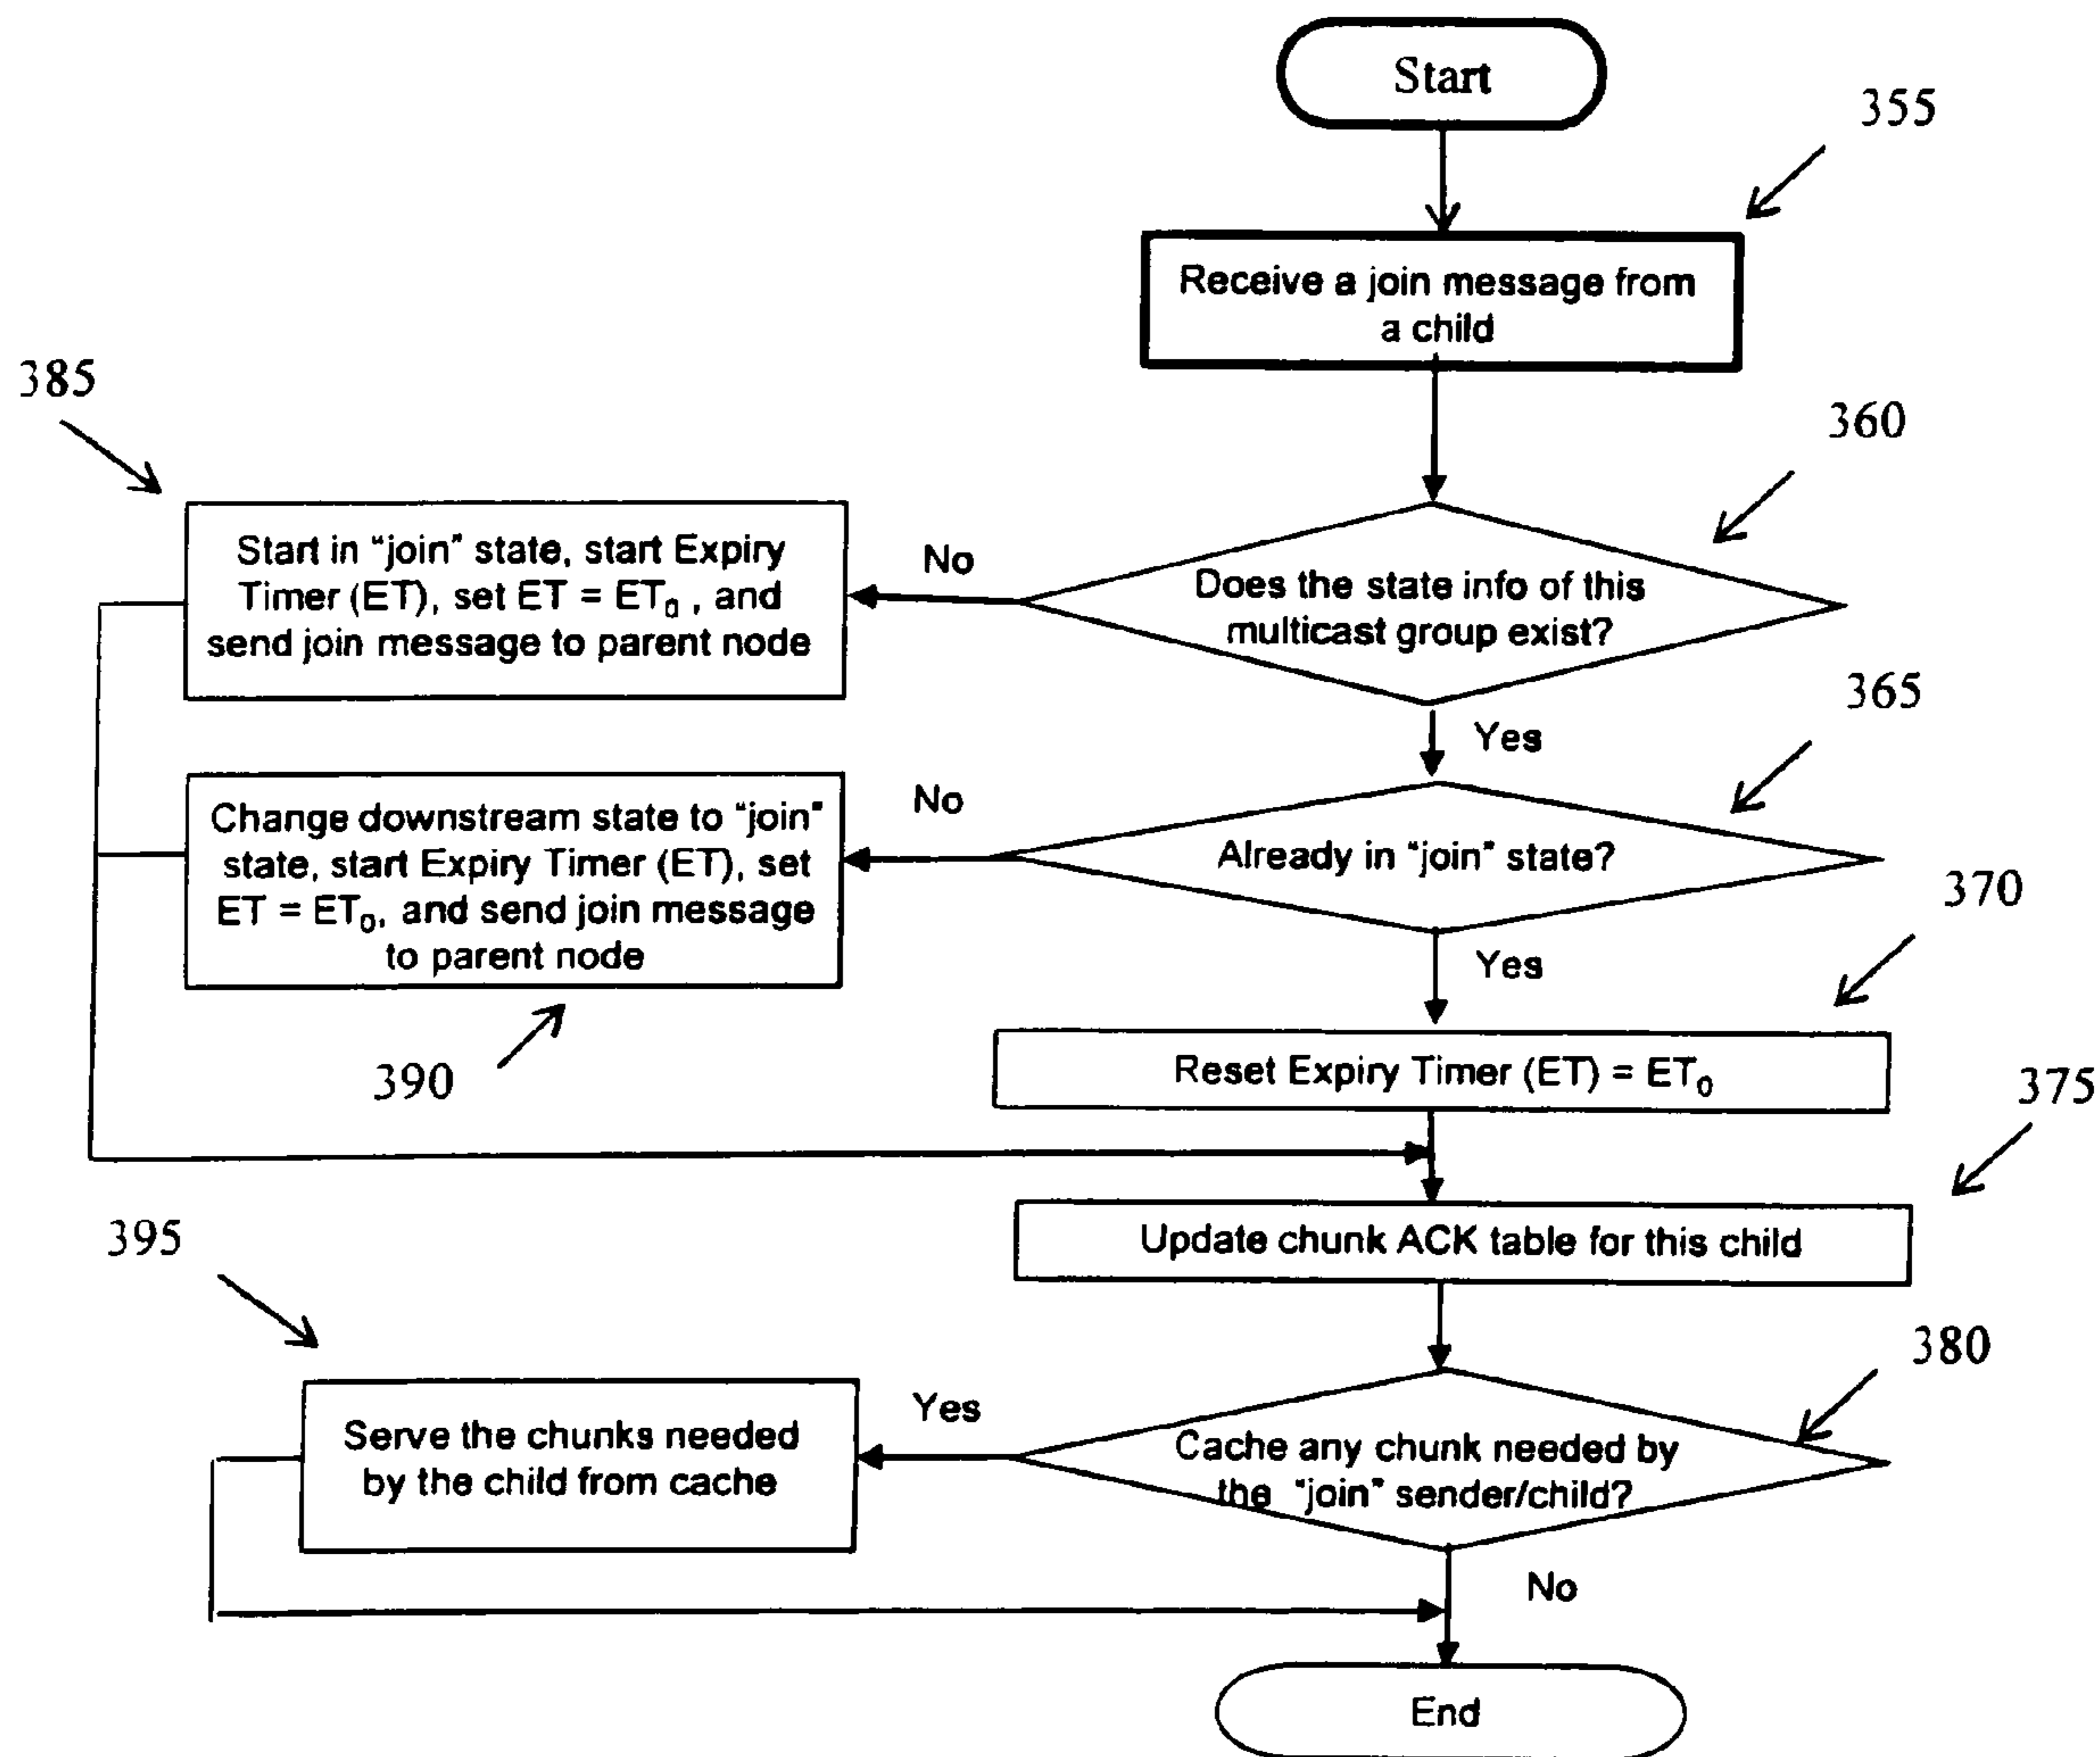 Start
355
Receive a join message from
a child
360
385
Start in "join" state, start Expiry
Timer (ET), set ET = ET₀ , and
send join message to parent node
No
Does the state info of this
multicast group exist?
365
Yes
Change downstream state to "join"
state, start Expiry Timer (ET), set
ET = ET₀, and send join message
to parent node
No
Already in "join" state?
370
Yes
390
Reset Expiry Timer (ET) = ET₀
375
Update chunk ACK table for this child
395
380
Serve the chunks needed
by the child from cache
Yes
Cache any chunk needed by
the "join" sender/child?
No
End